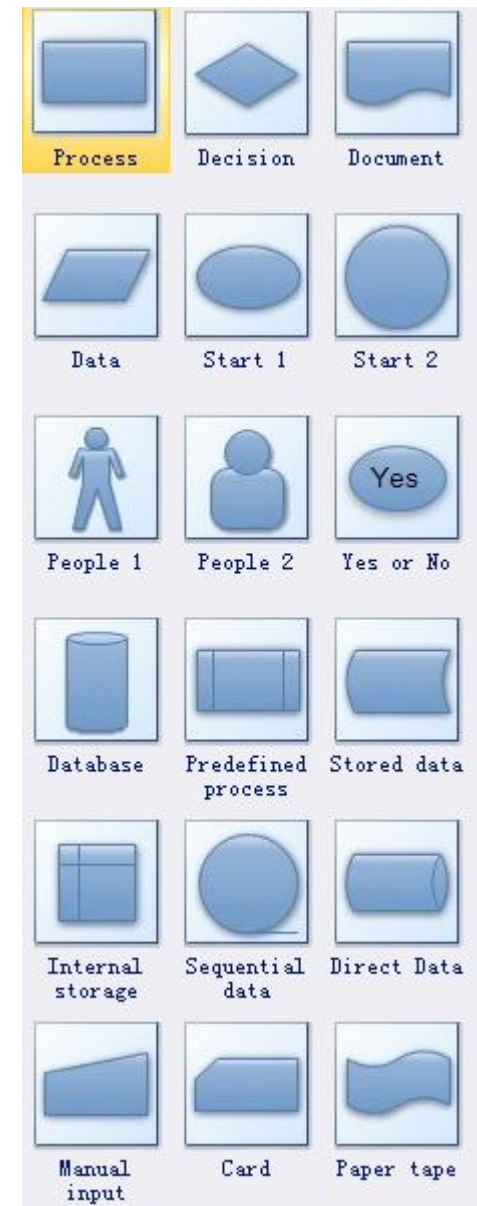 Process Decision Document
Data Start 1 Start 2
Yes
People 1 People 2 Yes or No
Database Predefined process Stored data
Internal storage Sequential data Direct Data
Manual input Card Paper tape